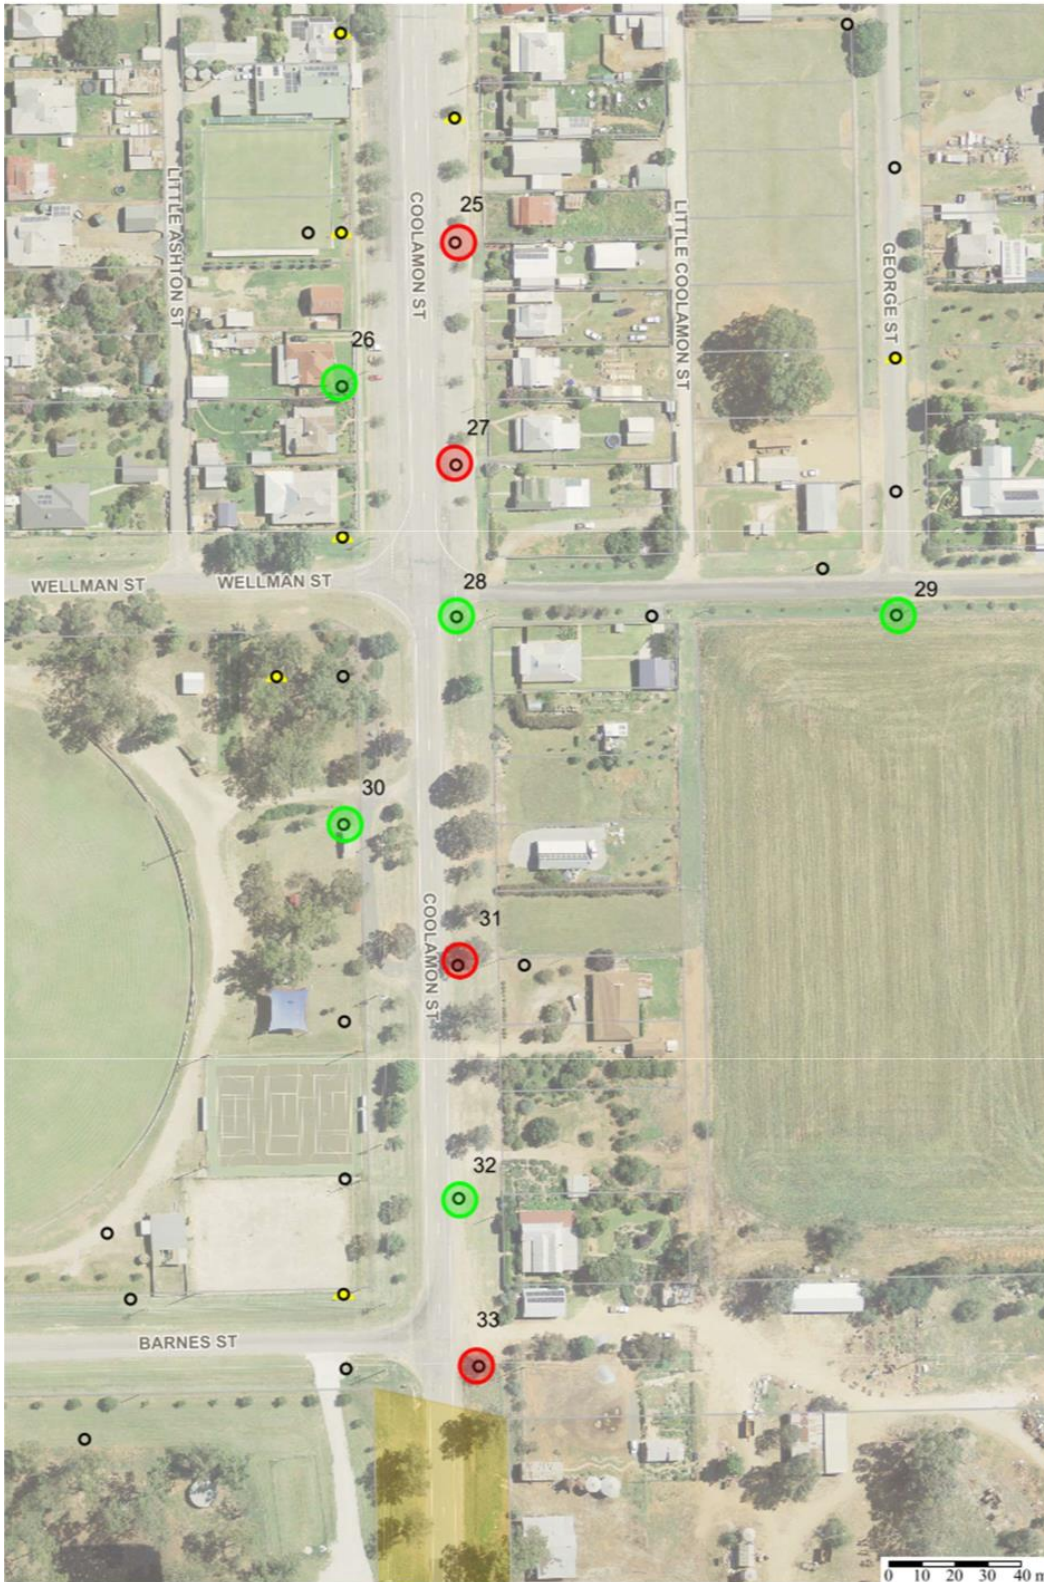 25
LITTLE ASHTON ST
COOLAMON ST
LITTLE COOLAMON ST
GEORGE ST
26
27
WELLMAN ST
WELLMAN ST
28
29
30
31
COOLAMON ST
32
33
BARNES ST
0 10 20 30 40 m